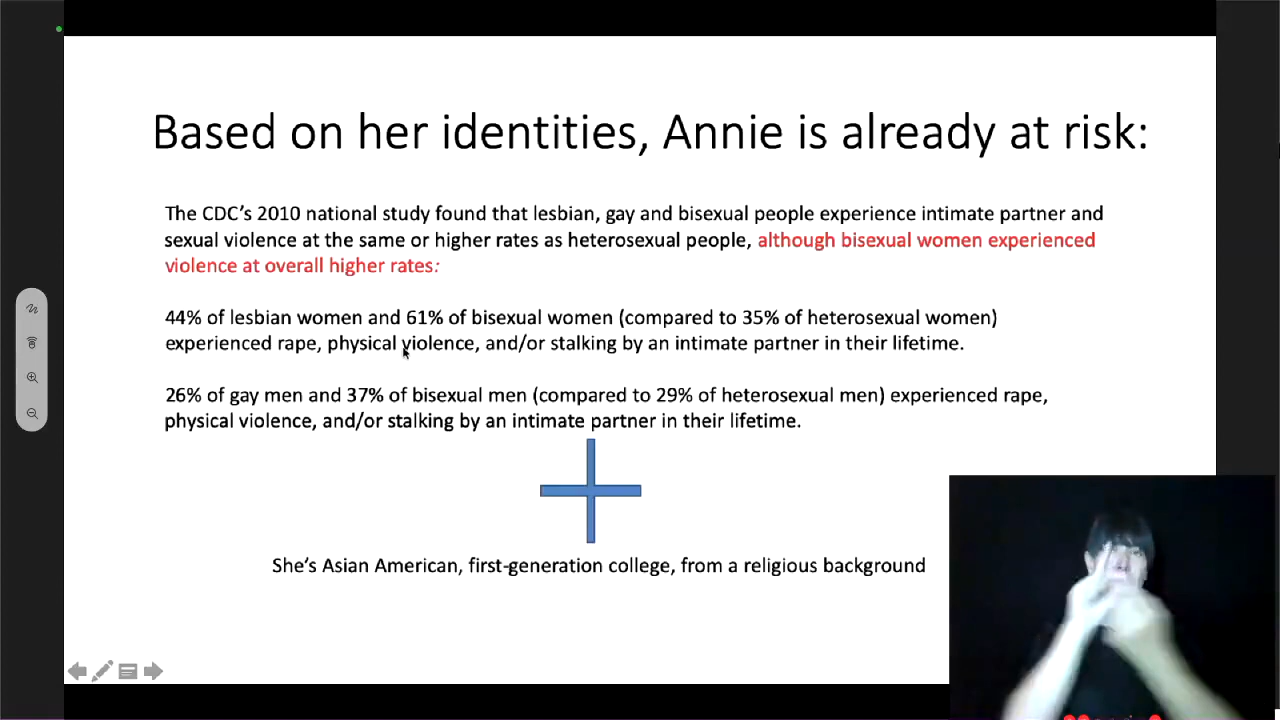 Based on her identities, Annie is already at risk:
The CDC's 2010 national study found that lesbian, gay and bisexual people experience intimate partner and
sexual violence at the same or higher rates as heterosexual people, although bisexual women experienced
violence at overall higher rates:
44% of lesbian women and 61% of bisexual women (compared to 35% of heterosexual women)
experienced rape, physical violence, and/or stalking by an intimate partner in their lifetime.
26% of gay men and 37% of bisexual men (compared to 29% of heterosexual men) experienced rape,
physical violence, and/or stalking by an intimate partner in their lifetime.
She's Asian American, first-generation college, from a religious background